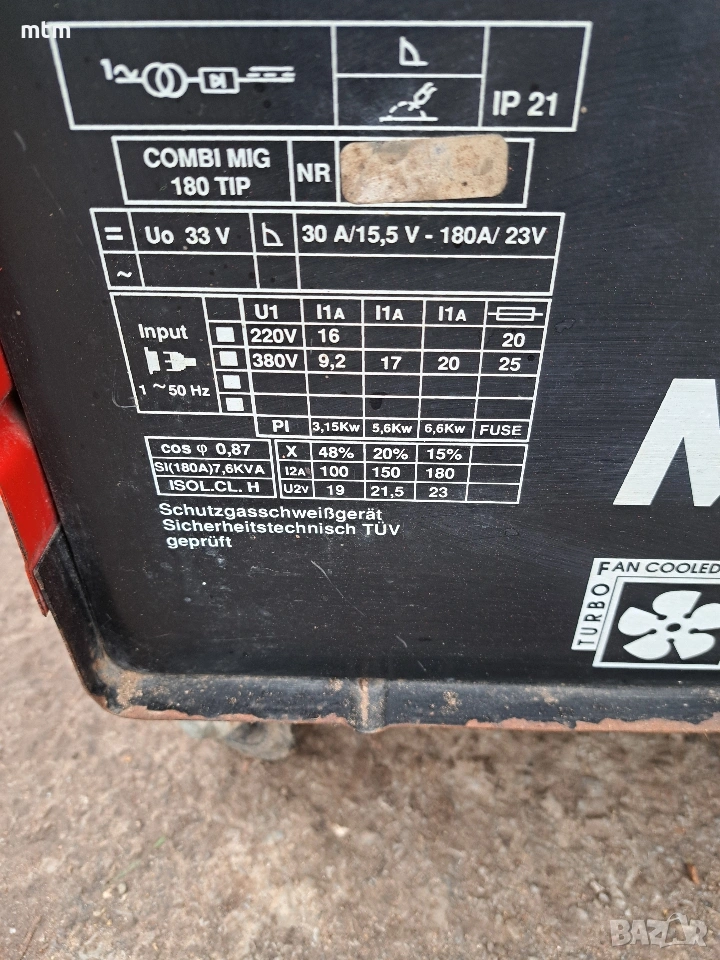 mbm
1~
IP 21
COMBI MIG
180 TIP
NR
= Uo 33 V 30 A/15,5 V - 180A/ 23V
~
U1 I1A I1A I1A
Input 220V 16 20
380V 9,2 17 20 25
1 ~ 50 Hz
PI 3,15Kw 5,6Kw 6,6Kw FUSE
cos φ 0,87 X 48% 20% 15%
SI(180A)7,6KVA I2A 100 150 180
ISOL.CL. H U2V 19 21,5 23
Schutzgasschweißgerät
Sicherheitstechnisch TÜV
geprüft
TURBO FAN COOLED
BAZAR